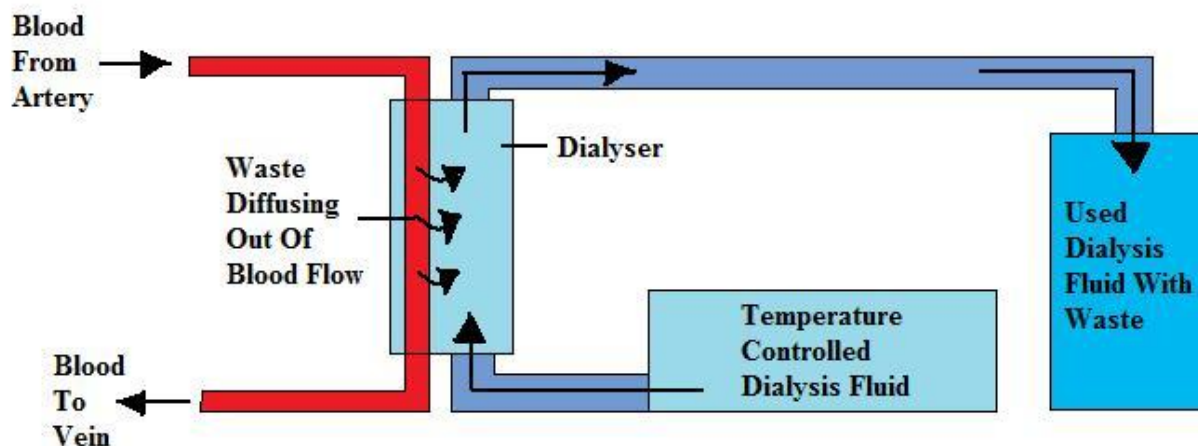 Blood
From
Artery
Waste
Diffusing
Out Of
Blood Flow
Dialyser
Used
Dialysis
Fluid With
Waste
Temperature
Controlled
Dialysis Fluid
Blood
To
Vein